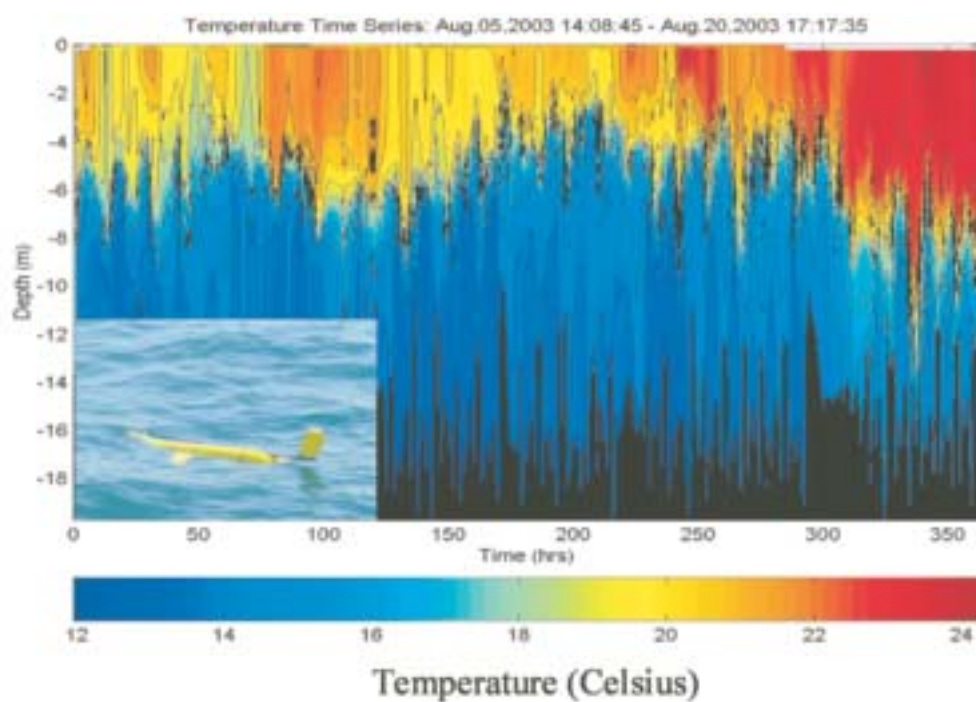 Temperature Time Series: Aug.05,2003 14:08:45 - Aug.20,2003 17:17:35
0
-2
-4
-6
-8
-10
-12
-14
-16
-18
Depth (m)
0 50 100 150 200 250 300 350
Time (hrs)
12 14 16 18 20 22 24
Temperature (Celsius)